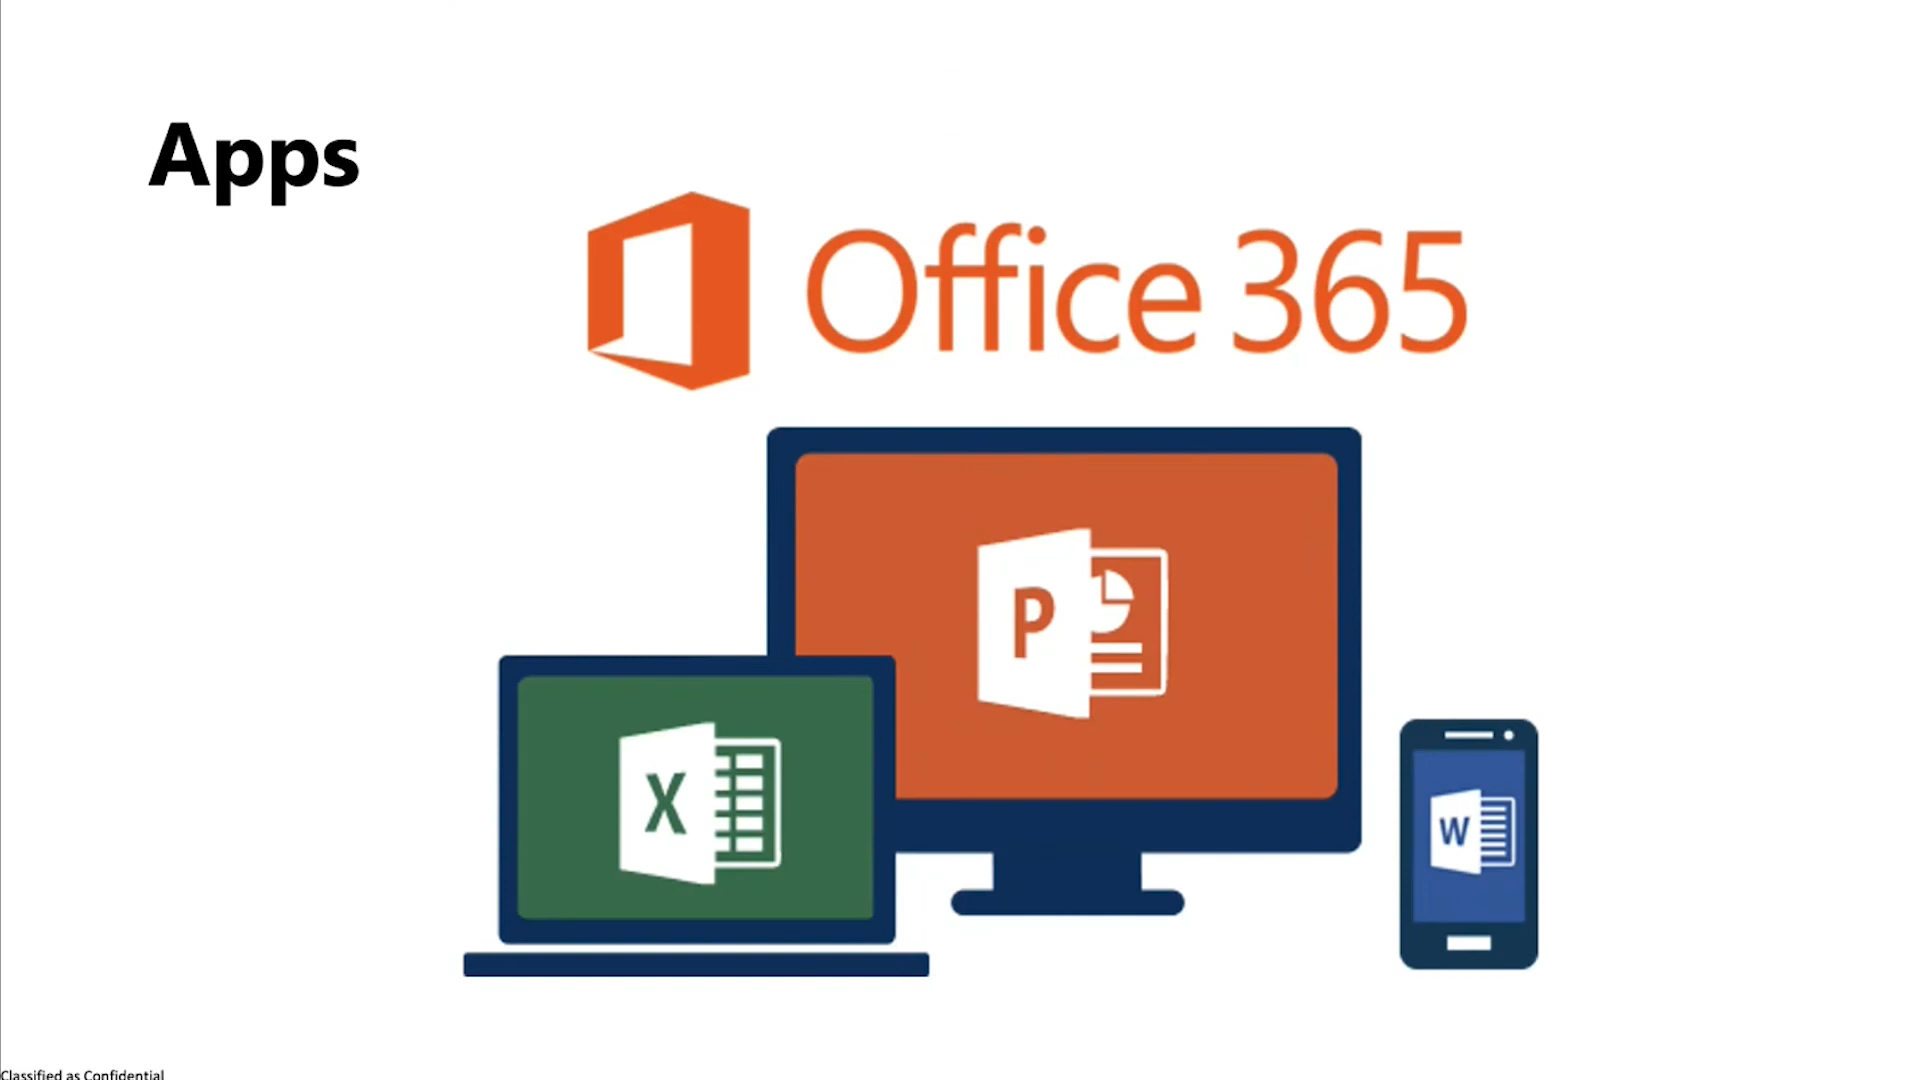 Apps
Office 365
P
X
W
Classified as Confidential